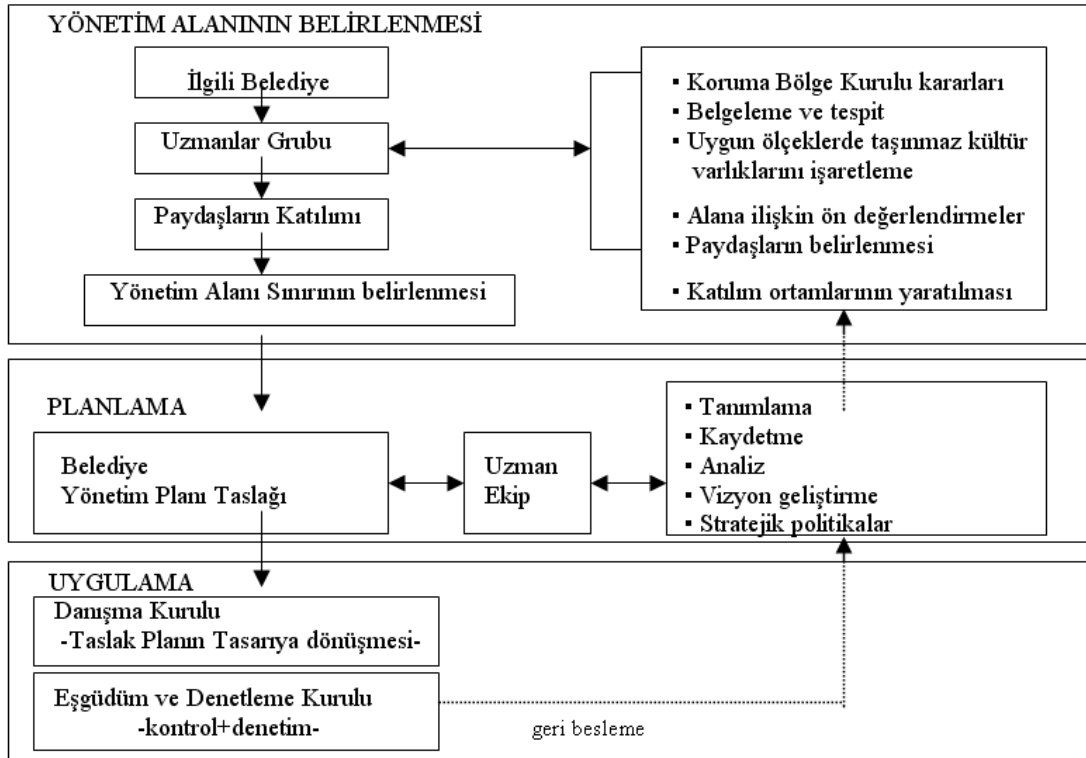 YÖNETİM ALANININ BELİRLENMESİ
İlgili Belediye
Uzmanlar Grubu
Paydaşların Katılımı
Yönetim Alanı Sınırının belirlenmesi
▪ Koruma Bölge Kurulu kararları
▪ Belgeleme ve tespit
▪ Uygun ölçeklerde taşınmaz kültür
varlıklarını işaretleme
▪ Alana ilişkin ön değerlendirmeler
▪ Paydaşların belirlenmesi
▪ Katılım ortamlarının yaratılması
PLANLAMA
Belediye
Yönetim Planı Taslağı
Uzman
Ekip
▪ Tanımlama
▪ Kaydetme
▪ Analiz
▪ Vizyon geliştirme
▪ Stratejik politikalar
UYGULAMA
Danışma Kurulu
-Taslak Planın Tasarıya dönüşmesi-
Eşgüdüm ve Denetleme Kurulu
-kontrol+denetim-
geri besleme